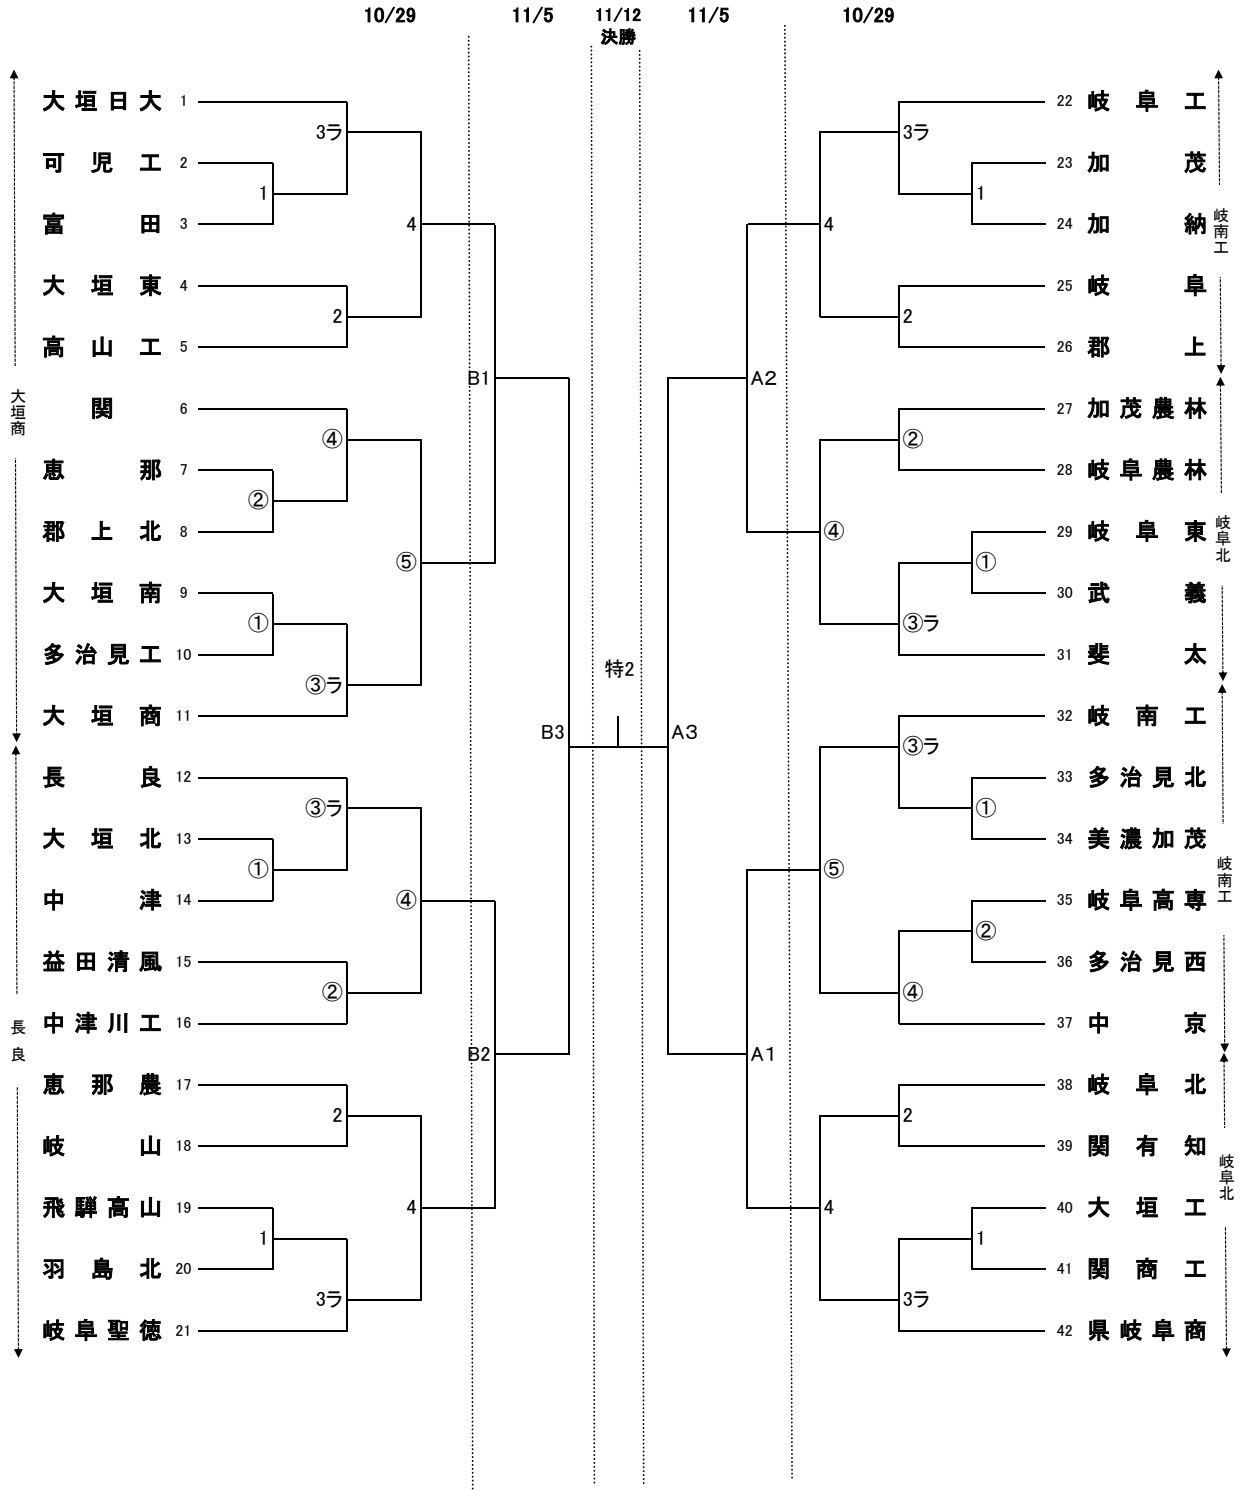 10/29 11/5 11/12 11/5 10/29
決勝
大垣日大 1
可児工 2
富田 3
大垣東 4
高山工 5
関 6
恵那 7
郡上北 8
大垣南 9
多治見工 10
大垣商 11
長良 12
大垣北 13
中津 14
益田清風 15
中津川工 16
恵那農 17
岐山 18
飛騨高山 19
羽島北 20
岐阜聖徳 21
大垣商
長良
3ラ
1
4
2
B1
④
②
⑤
①
③ラ
B3
③ラ
①
④
②
B2
2
4
1
3ラ
特2
22 岐阜工
23 加茂
24 加納
25 岐阜
26 郡上
27 加茂農林
28 岐阜農林
29 岐阜東
30 武義
31 斐太
32 岐南工
33 多治見北
34 美濃加茂
35 岐阜高専
36 多治見西
37 中京
38 岐阜北
39 関有知
40 大垣工
41 関商工
42 県岐阜商
岐南工
岐阜北
岐南工
岐阜北
3ラ
1
4
2
A2
②
④
①
③ラ
A3
③ラ
①
⑤
②
④
A1
2
4
1
3ラ